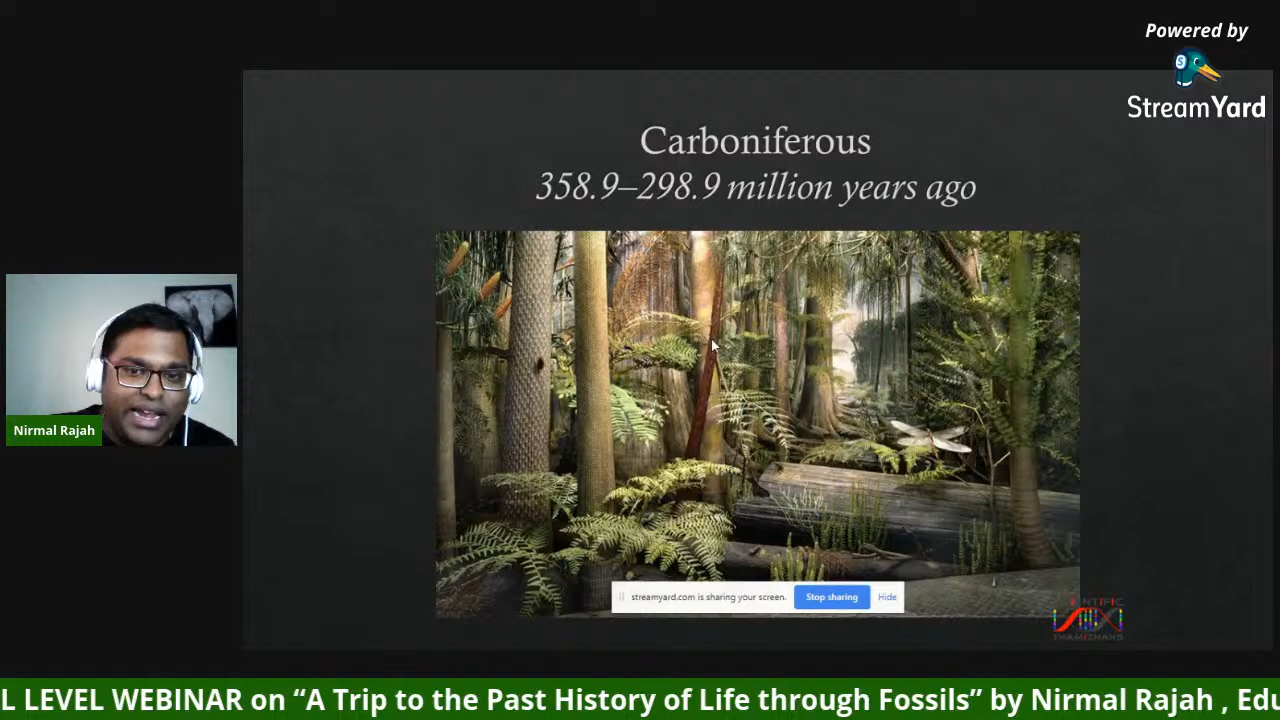 Powered by
StreamYard
Carboniferous
358.9–298.9 million years ago
Nirmal Rajah
streamyard.com is sharing your screen.
Stop sharing
Hide
THAMIZHANS
L LEVEL WEBINAR on “A Trip to the Past History of Life through Fossils” by Nirmal Rajah , Edu